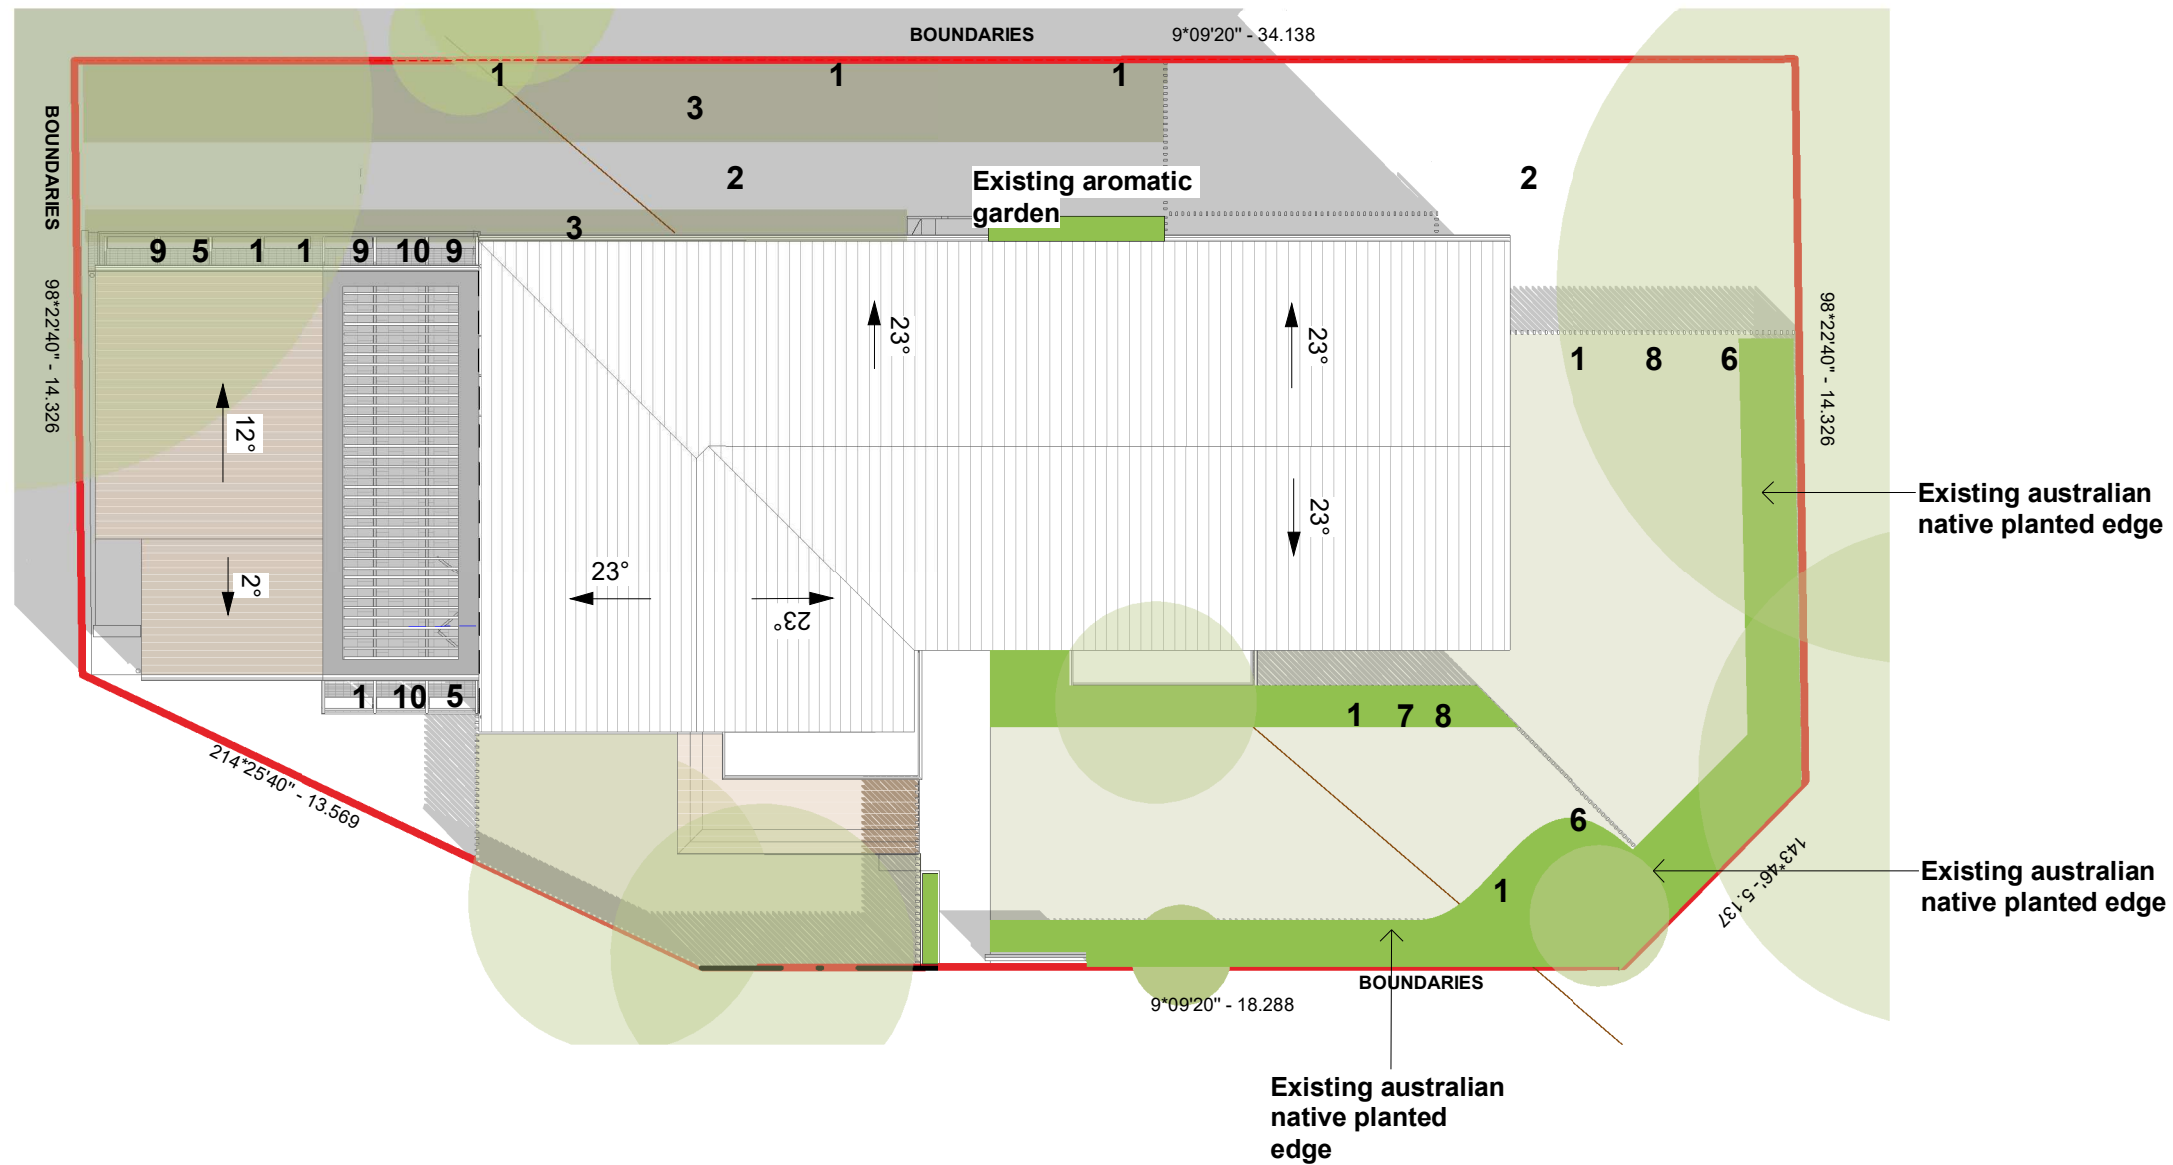 BOUNDARIES 9*09'20" - 34.138
1 1 1
3
BOUNDARIES
98*22'40" - 14.326
2
Existing aromatic
garden
2
3
9 5 1 1 9 10 9
23°
23°
1 8 6
98*22'40" - 14.326
12°
23°
Existing australian
native planted edge
2°
23°
23°
1 10 5
1 7 8
214*25'40" - 13.569
6
1
143*46' - 5.137
Existing australian
native planted edge
BOUNDARIES
9*09'20" - 18.288
Existing australian
native planted
edge